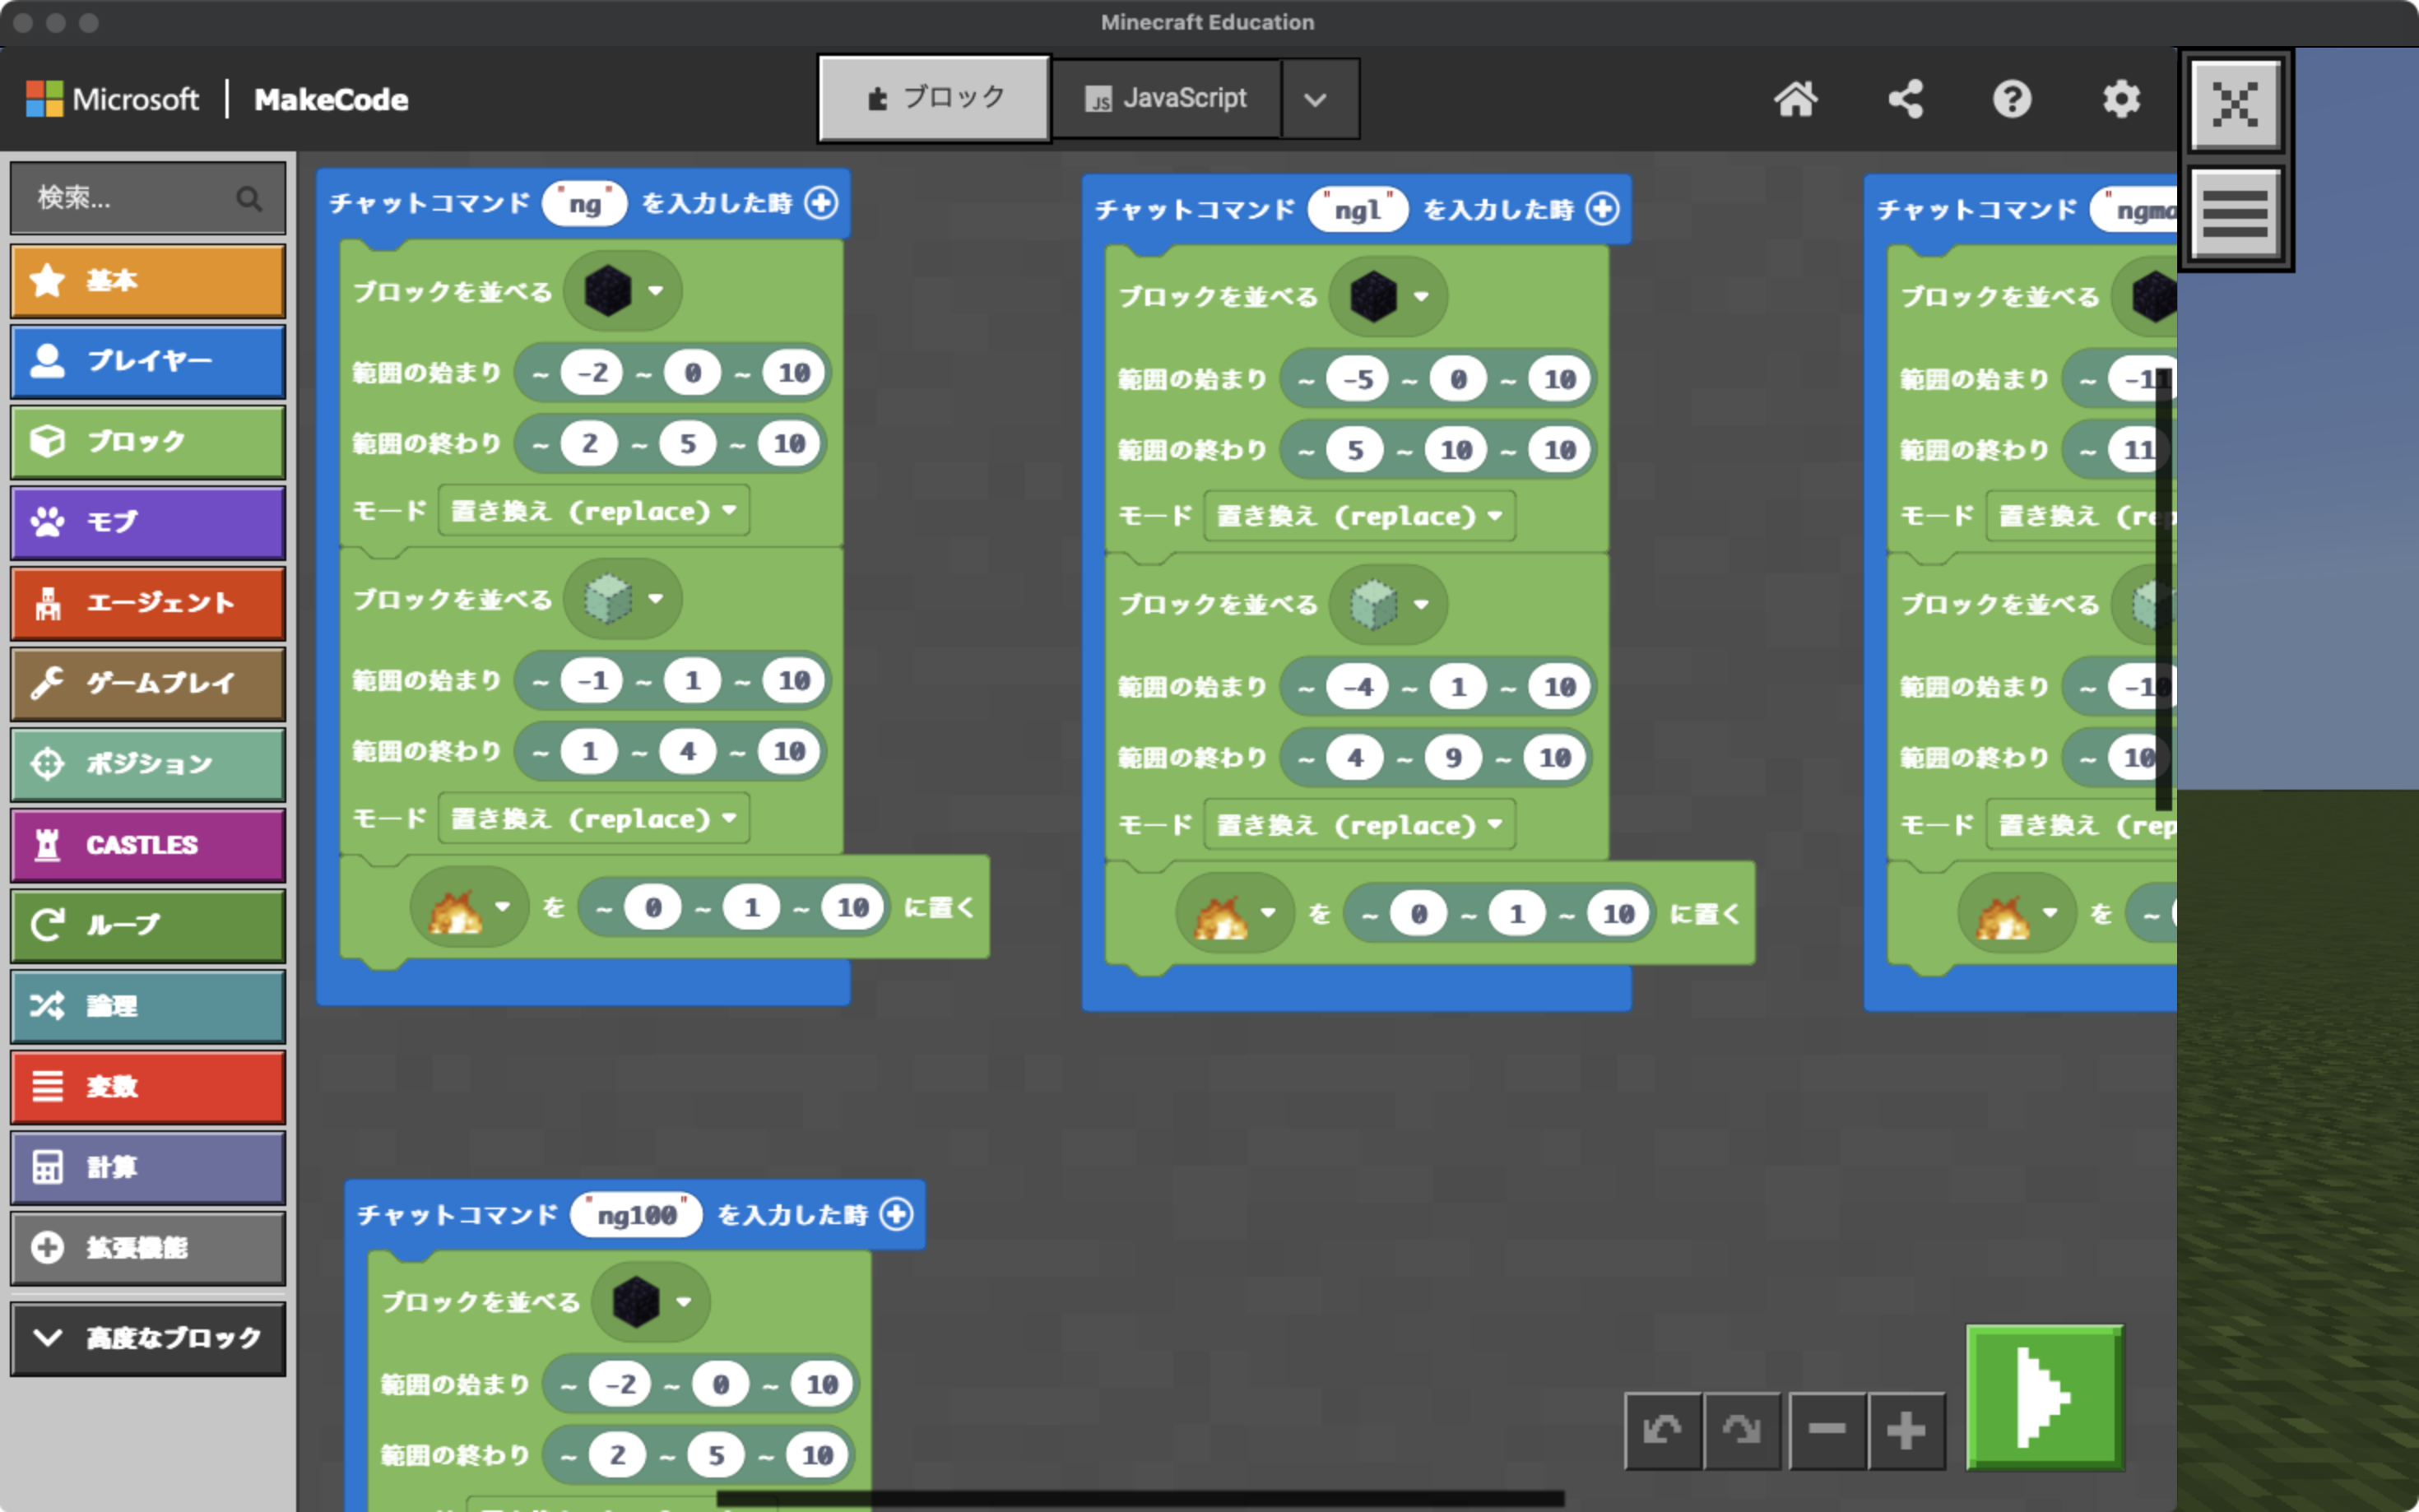 Minecraft Education
Microsoft | MakeCode
ブロック
JavaScript
検索...
基本
プレイヤー
ブロック
モブ
エージェント
ゲームプレイ
ポジション
CASTLES
ループ
論理
変数
計算
拡張機能
高度なブロック
チャットコマンド "ng" を入力した時
ブロックを並べる
範囲の始まり ~ -2 ~ 0 ~ 10
範囲の終わり ~ 2 ~ 5 ~ 10
モード 置き換え (replace)
ブロックを並べる
範囲の始まり ~ -1 ~ 1 ~ 10
範囲の終わり ~ 1 ~ 4 ~ 10
モード 置き換え (replace)
を ~ 0 ~ 1 ~ 10 に置く
チャットコマンド "ngl" を入力した時
ブロックを並べる
範囲の始まり ~ -5 ~ 0 ~ 10
範囲の終わり ~ 5 ~ 10 ~ 10
モード 置き換え (replace)
ブロックを並べる
範囲の始まり ~ -4 ~ 1 ~ 10
範囲の終わり ~ 4 ~ 9 ~ 10
モード 置き換え (replace)
を ~ 0 ~ 1 ~ 10 に置く
チャットコマンド
ブロックを並べる
範囲の始まり ~ -11
範囲の終わり ~ 11
モード 置き換え
ブロックを並べる
範囲の始まり ~ -10
範囲の終わり ~ 10
モード 置き換え
を ~
チャットコマンド "ng100" を入力した時
ブロックを並べる
範囲の始まり ~ -2 ~ 0 ~ 10
範囲の終わり ~ 2 ~ 5 ~ 10